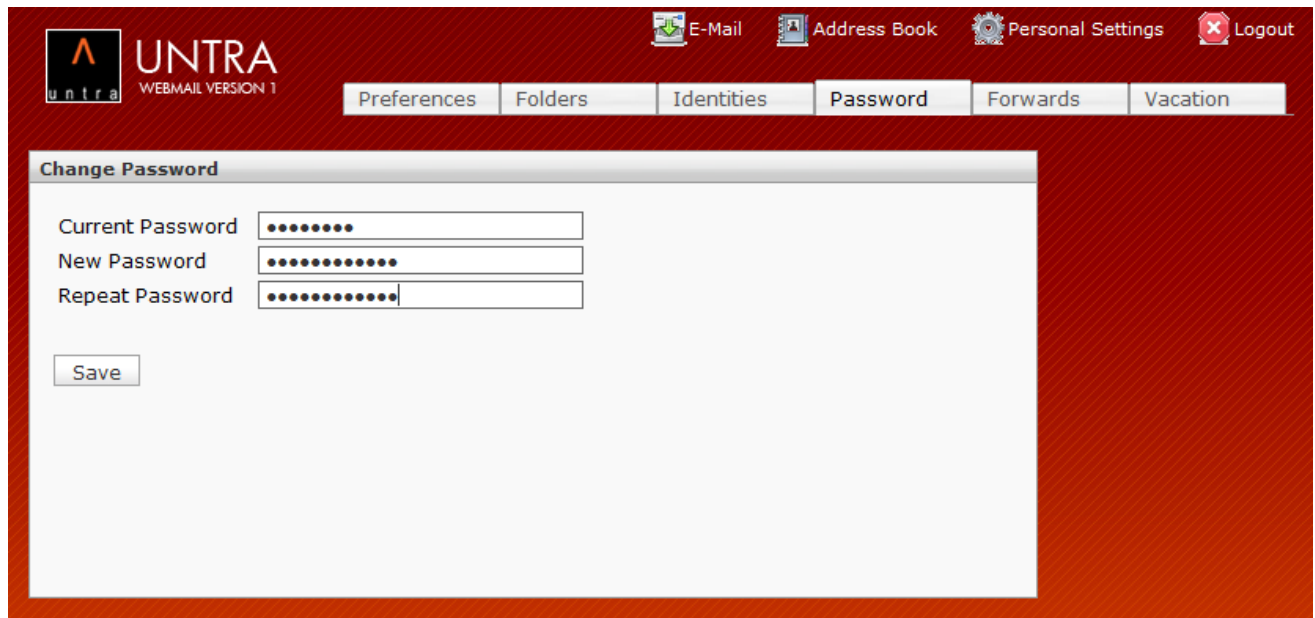 E-Mail Address Book Personal Settings Logout
untra
UNTRA
WEBMAIL VERSION 1
Preferences Folders Identities Password Forwards Vacation
Change Password
Current Password ••••••••
New Password ••••••••••••
Repeat Password ••••••••••••
Save